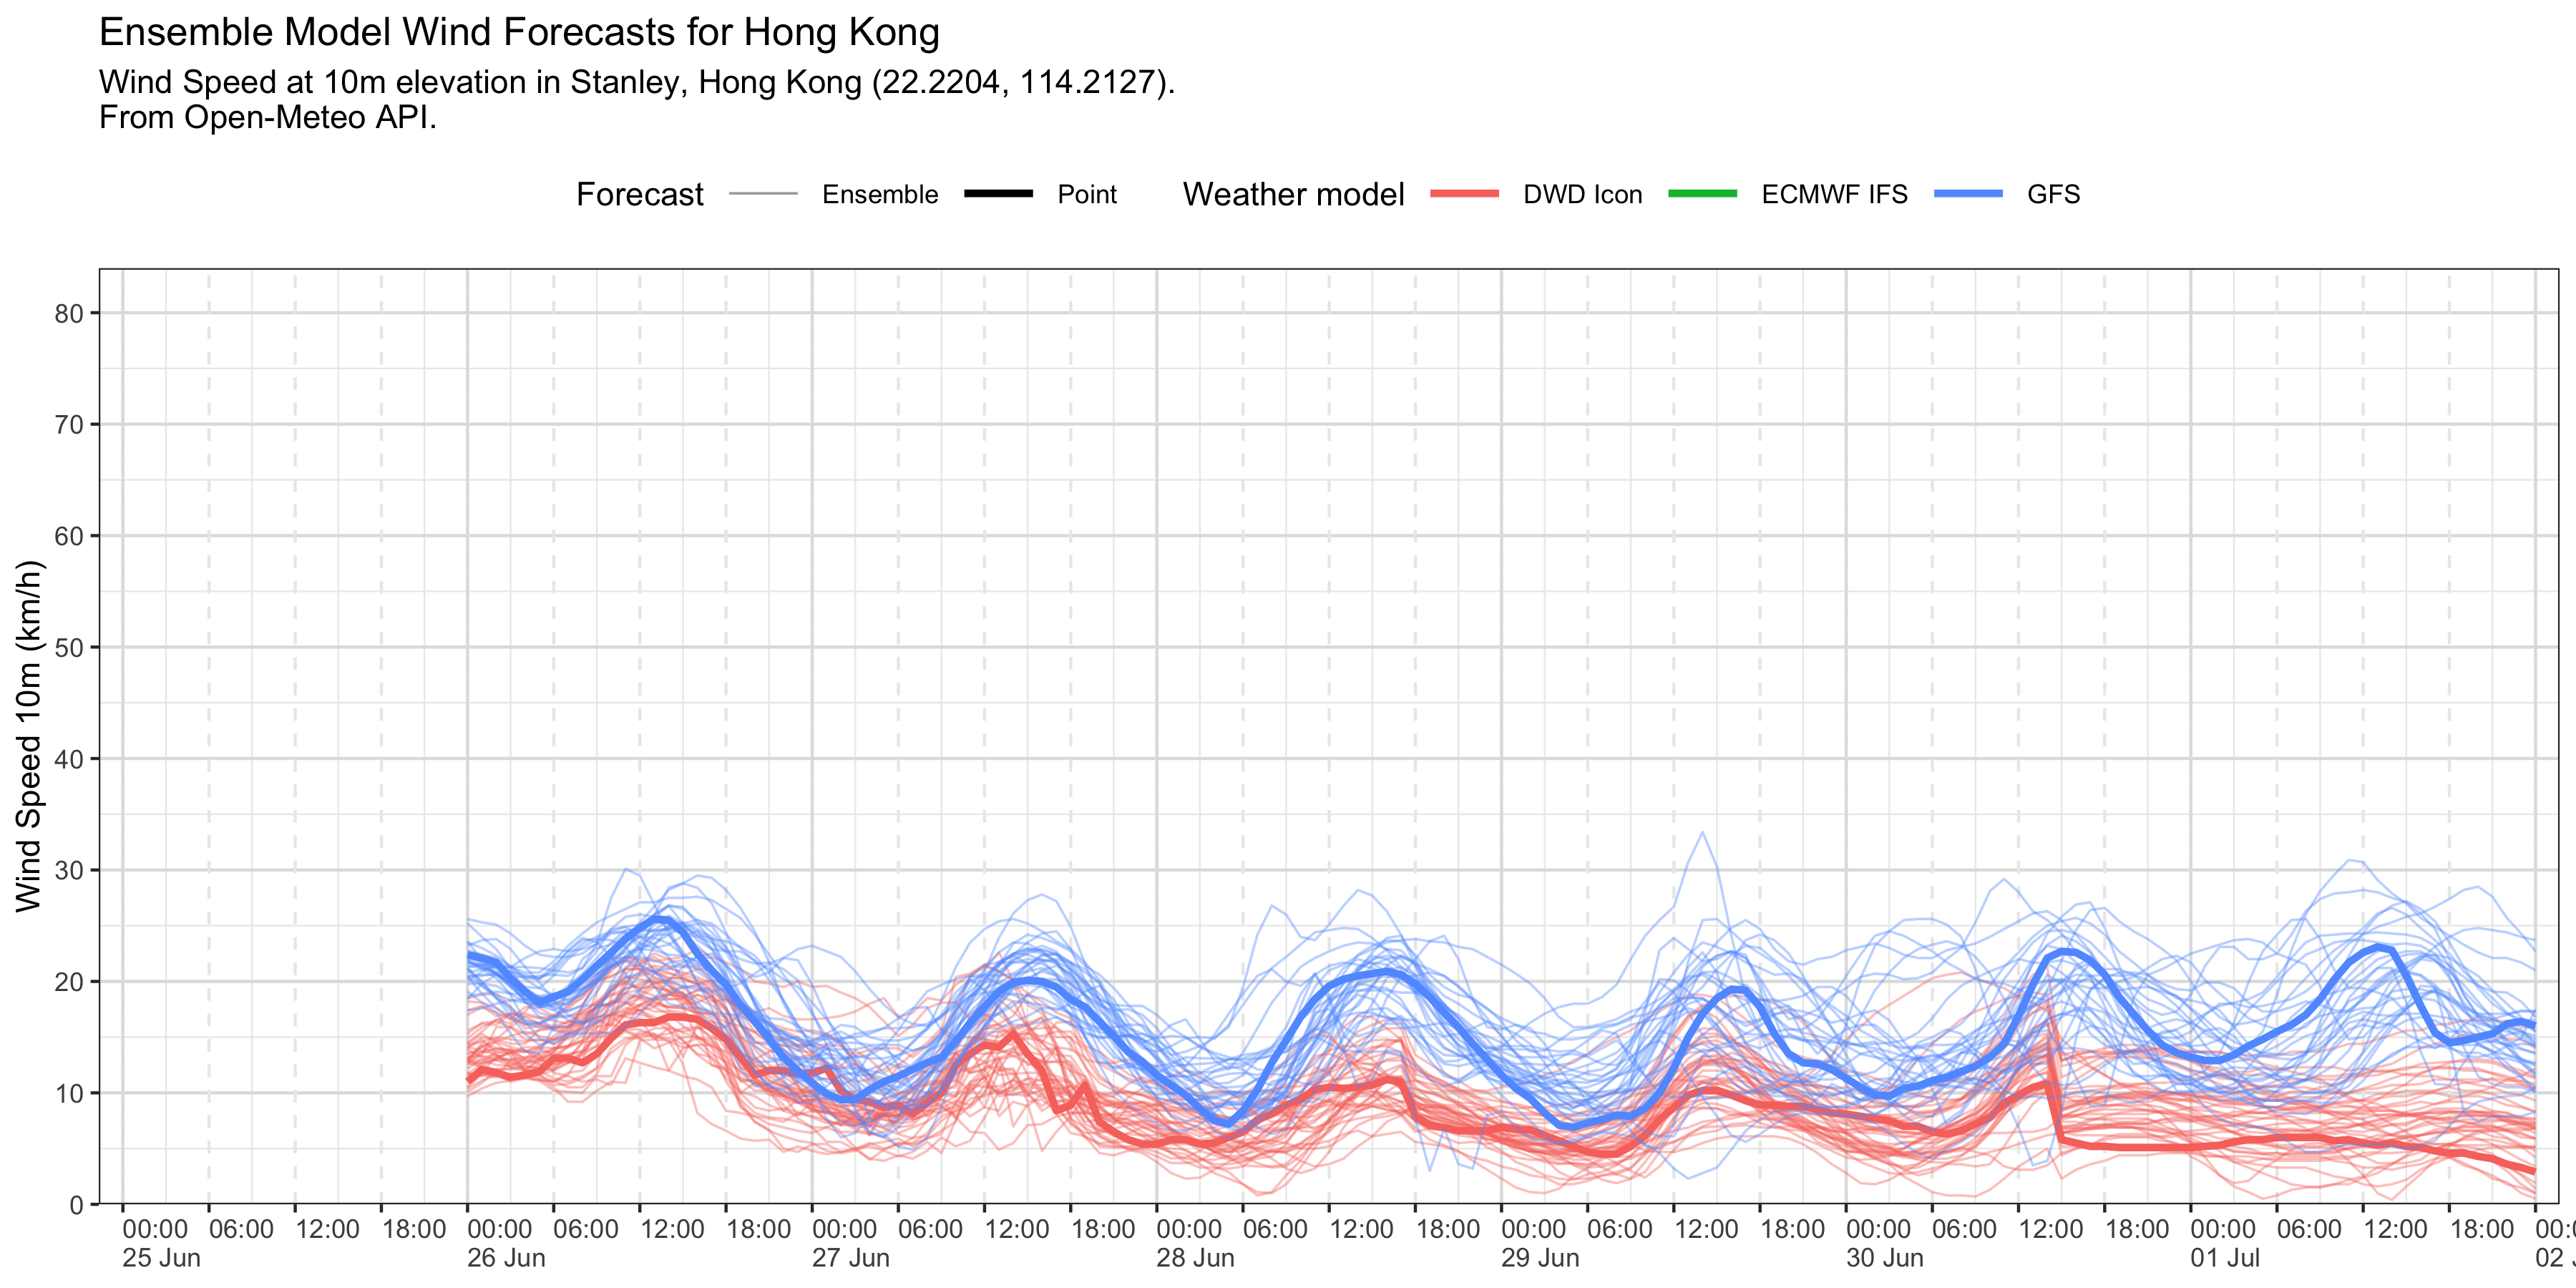 Ensemble Model Wind Forecasts for Hong Kong
Wind Speed at 10m elevation in Stanley, Hong Kong (22.2204, 114.2127).
From Open-Meteo API.
Forecast Ensemble Point Weather model DWD Icon ECMWF IFS GFS
Wind Speed 10m (km/h)
80
70
60
50
40
30
20
10
0
00:00 06:00 12:00 18:00 00:00 06:00 12:00 18:00 00:00 06:00 12:00 18:00 00:00 06:00 12:00 18:00 00:00 06:00 12:00 18:00 00:00 06:00 12:00 18:00 00:00 06:00 12:00 18:00
25 Jun 26 Jun 27 Jun 28 Jun 29 Jun 30 Jun 01 Jul 02